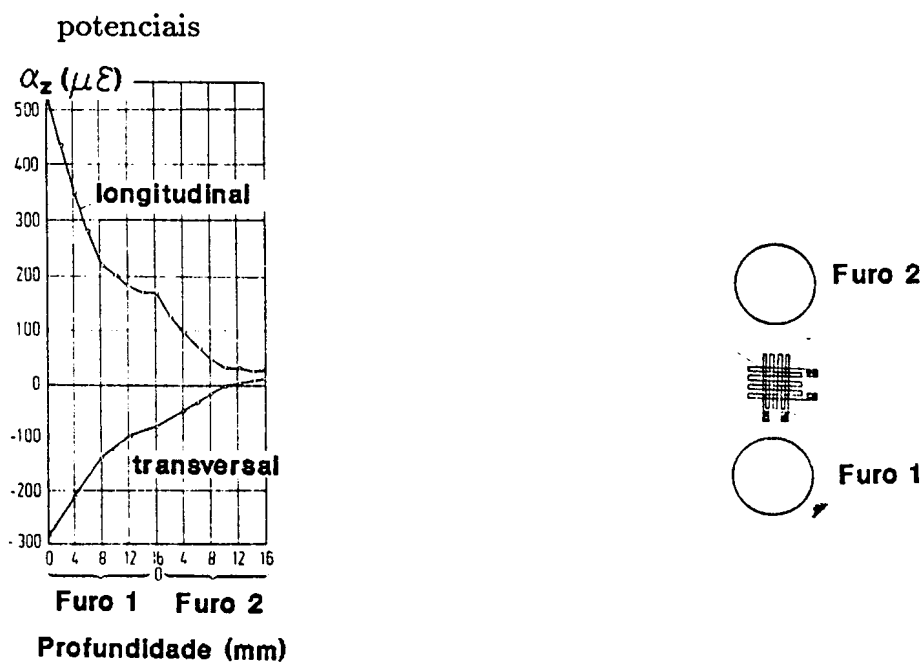 potenciais
αz (με)
500
400
longitudinal
300
200
100
0
-100
transversal
-200
-300
0 4 8 12 16 4 8 12 16
0
Furo 1 Furo 2
Profundidade (mm)
Furo 2
Furo 1